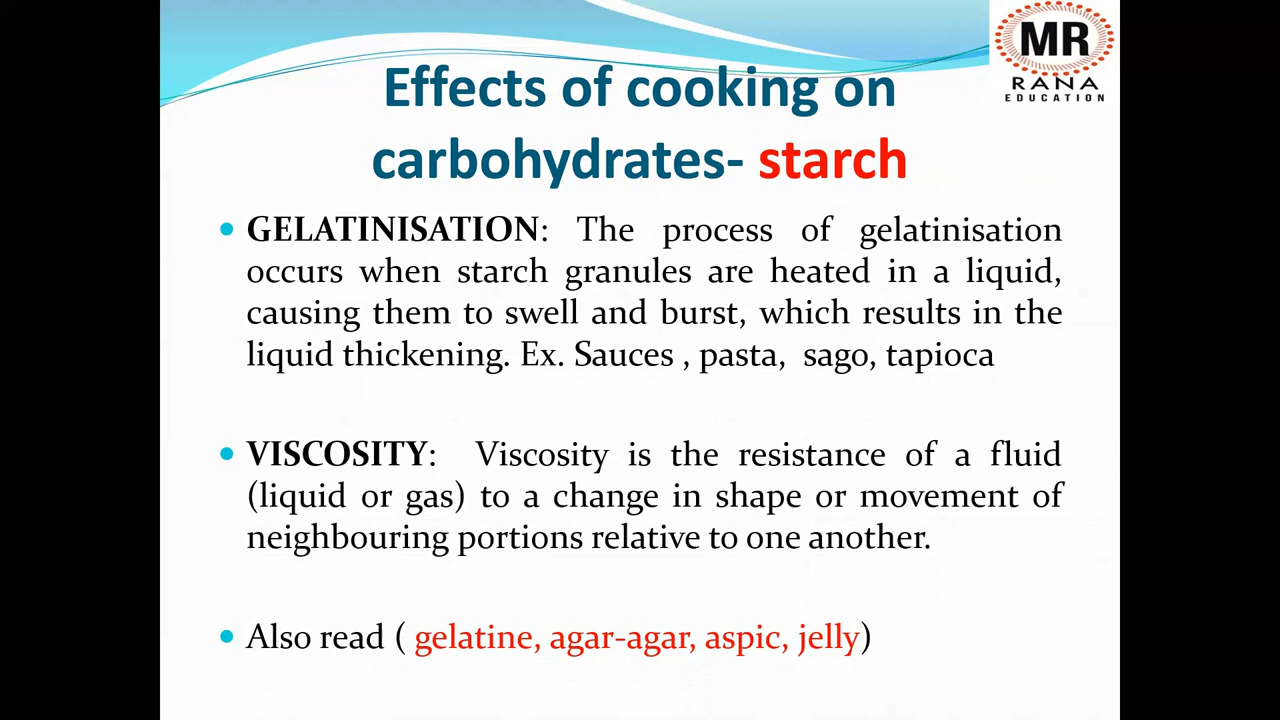 MR
RANA
EDUCATION
Effects of cooking on
carbohydrates- starch
• GELATINISATION: The process of gelatinisation
occurs when starch granules are heated in a liquid,
causing them to swell and burst, which results in the
liquid thickening. Ex. Sauces , pasta, sago, tapioca
• VISCOSITY: Viscosity is the resistance of a fluid
(liquid or gas) to a change in shape or movement of
neighbouring portions relative to one another.
• Also read ( gelatine, agar-agar, aspic, jelly)